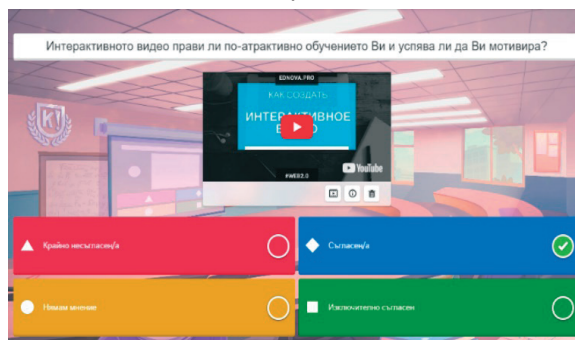 Интерактивното видео прави ли по-атрактивно обучението Ви и успява ли да Ви мотивира?
EDNOVA.PRO
КАК СОЗДАТЬ
ИНТЕРАКТИВНОЕ
YouTube
#WEB2.0
K!
Крайно несъгласен/а
Съгласен/а
Нямам мнение
Изключително съгласен